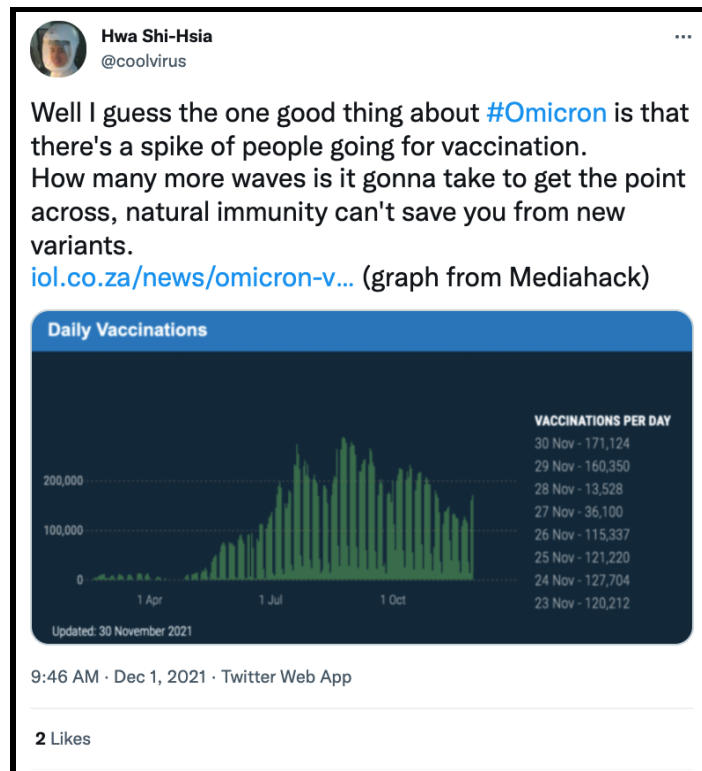 Hwa Shi-Hsia
@coolvirus
Well I guess the one good thing about #Omicron is that
there's a spike of people going for vaccination.
How many more waves is it gonna take to get the point
across, natural immunity can't save you from new
variants.
iol.co.za/news/omicron-v... (graph from Mediahack)
Daily Vaccinations
VACCINATIONS PER DAY
30 Nov - 171,124
29 Nov - 160,350
28 Nov - 13,528
27 Nov - 36,100
26 Nov - 115,337
25 Nov - 121,220
24 Nov - 127,704
23 Nov - 120,212
200,000
100,000
0
1 Apr
1 Jul
1 Oct
Updated: 30 November 2021
9:46 AM · Dec 1, 2021 · Twitter Web App
2 Likes